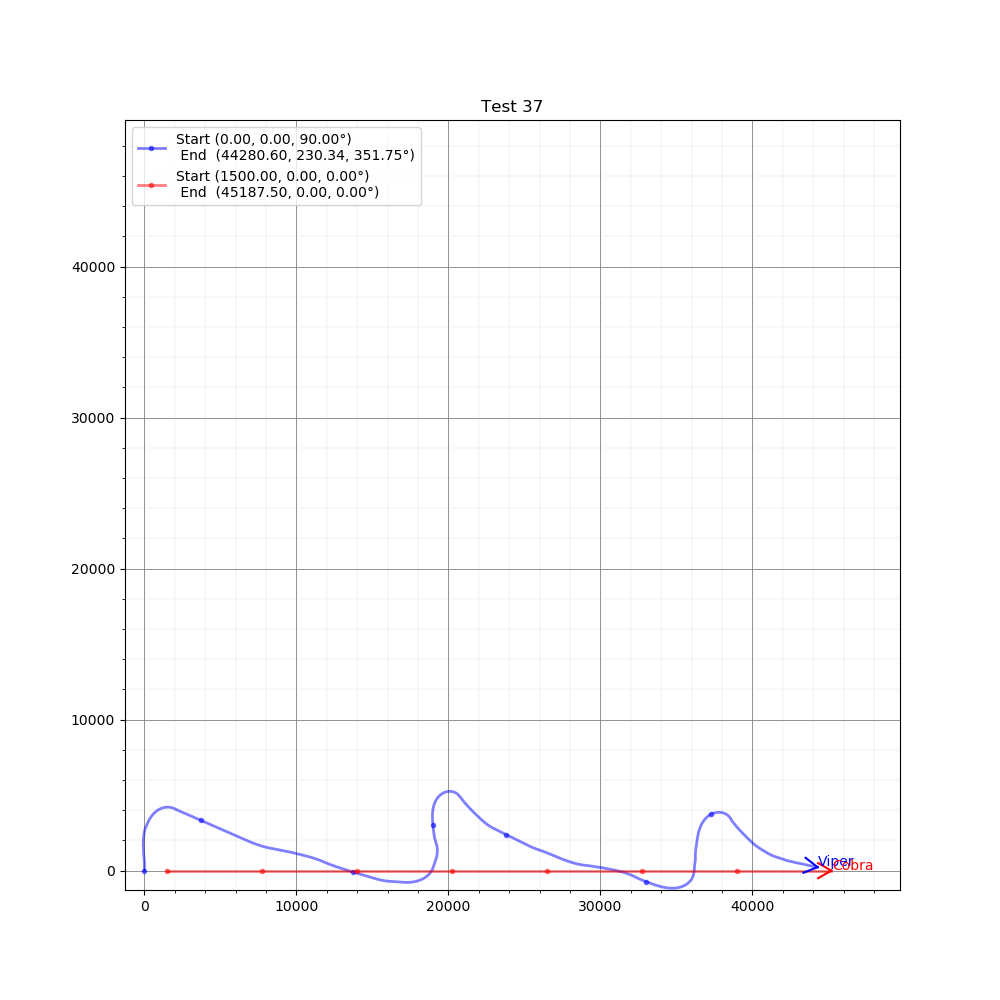 Test 37
Start (0.00, 0.00, 90.00°)
End (44280.60, 230.34, 351.75°)
Start (1500.00, 0.00, 0.00°)
End (45187.50, 0.00, 0.00°)
40000
30000
20000
10000
0
Viper
Cobra
0 10000 20000 30000 40000